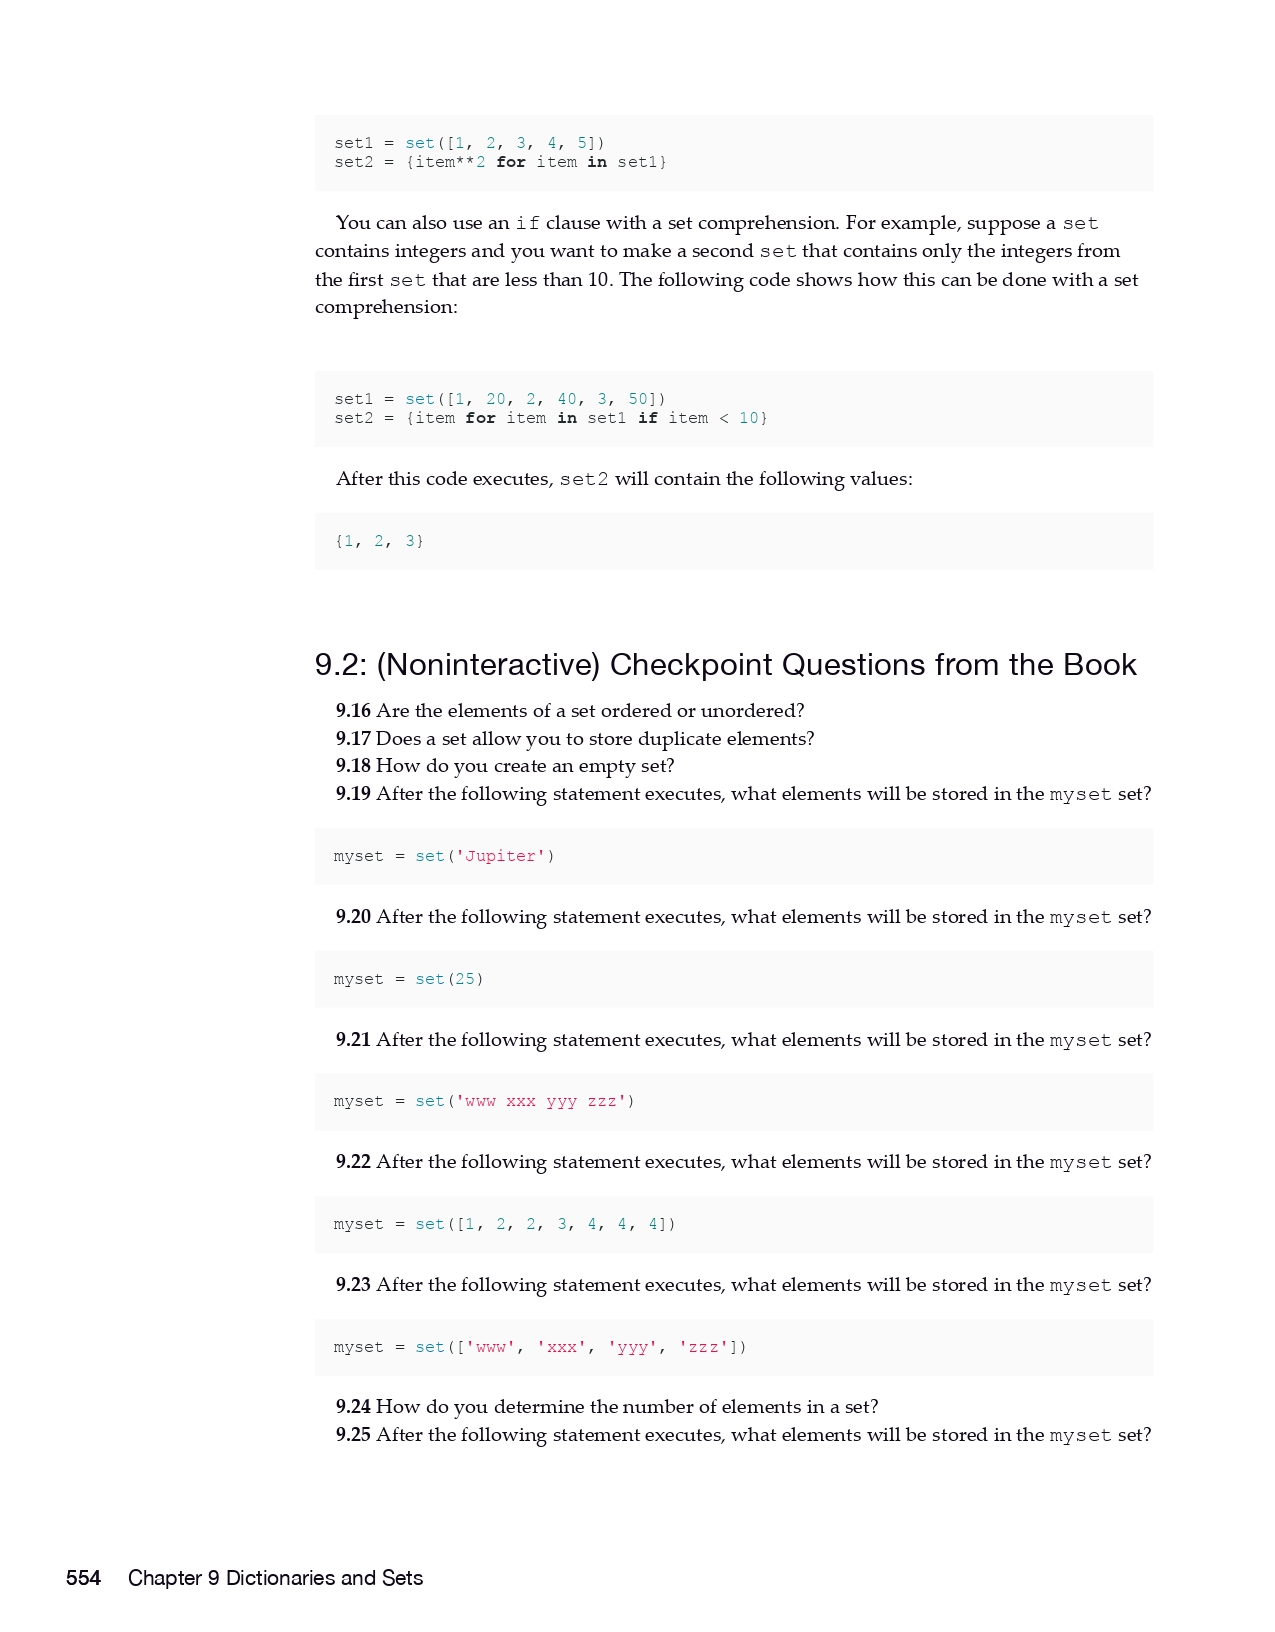 set1 = set([1, 2, 3, 4, 5])
set2 = {item**2 for item in set1}
You can also use an if clause with a set comprehension. For example, suppose a set
contains integers and you want to make a second set that contains only the integers from
the first set that are less than 10. The following code shows how this can be done with a set
comprehension:
set1 = set([1, 20, 2, 40, 3, 50])
set2 = {item for item in set1 if item < 10}
After this code executes, set2 will contain the following values:
{1, 2, 3}
9.2: (Noninteractive) Checkpoint Questions from the Book
9.16 Are the elements of a set ordered or unordered?
9.17 Does a set allow you to store duplicate elements?
9.18 How do you create an empty set?
9.19 After the following statement executes, what elements will be stored in the myset set?
myset = set('Jupiter')
9.20 After the following statement executes, what elements will be stored in the myset set?
myset = set(25)
9.21 After the following statement executes, what elements will be stored in the myset set?
myset = set('www xxx yyy zzz')
9.22 After the following statement executes, what elements will be stored in the myset set?
myset = set([1, 2, 2, 3, 4, 4, 4])
9.23 After the following statement executes, what elements will be stored in the myset set?
myset = set(['www', 'xxx', 'yyy', 'zzz'])
9.24 How do you determine the number of elements in a set?
9.25 After the following statement executes, what elements will be stored in the myset set?
554 Chapter 9 Dictionaries and Sets